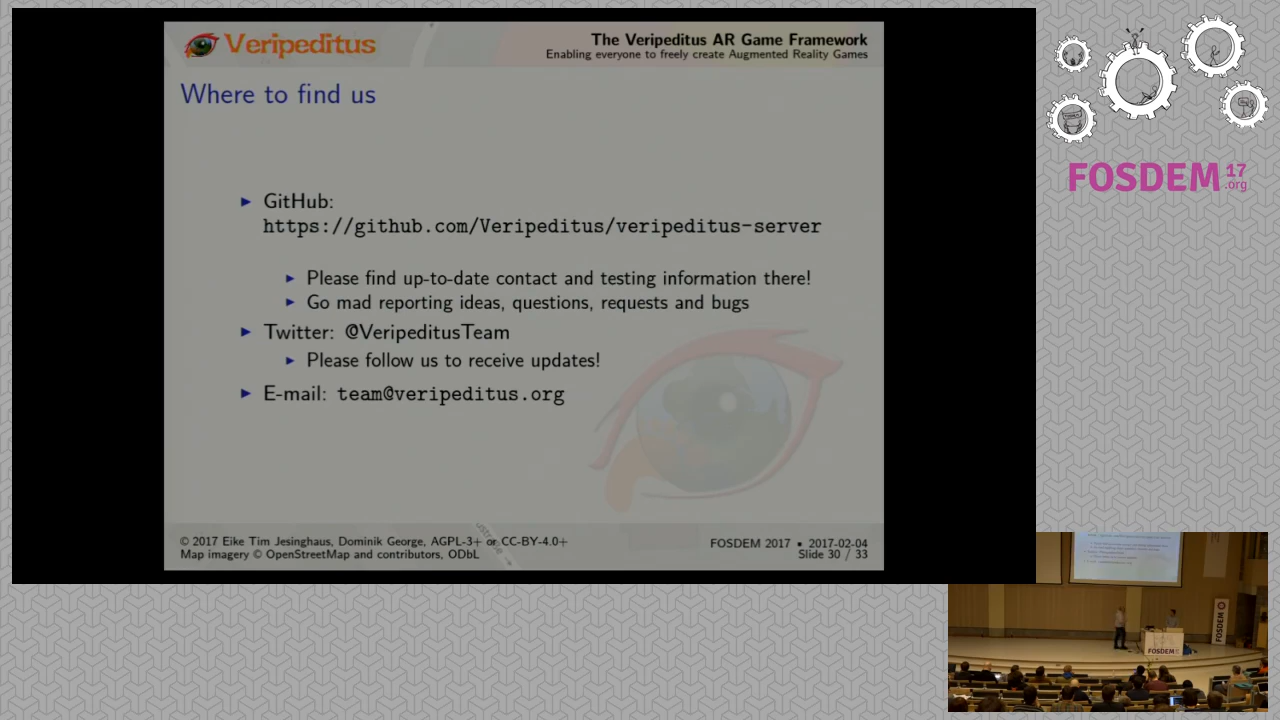 Veripeditus
The Veripeditus AR Game Framework
Enabling everyone to freely create Augmented Reality Games
Where to find us
GitHub:
https://github.com/Veripeditus/veripeditus-server
Please find up-to-date contact and testing information there!
Go mad reporting ideas, questions, requests and bugs
Twitter: @VeripeditusTeam
Please follow us to receive updates!
E-mail: team@veripeditus.org
© 2017 Eike Tim Jesinghaus, Dominik George, AGPL-3+ or CC-BY-4.0+
Map imagery © OpenStreetMap and contributors, ODbL
FOSDEM 2017 • 2017-02-04
Slide 30 / 33
FOSDEM 17
.org
FOSDEM
FOSDEM